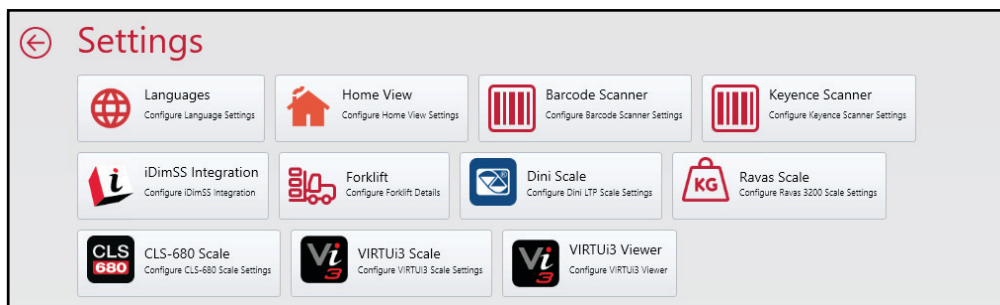 Settings
Languages
Configure Language Settings
Home View
Configure Home View Settings
Barcode Scanner
Configure Barcode Scanner Settings
Keyence Scanner
Configure Keyence Scanner Settings
i
iDimSS Integration
Configure iDimSS Integration
Forklift
Configure Forklift Details
Dini Scale
Configure Dini LTP Scale Settings
KG
Ravas Scale
Configure Ravas 3200 Scale Settings
CLS
680
CLS-680 Scale
Configure CLS-680 Scale Settings
Vi
3
VIRTUi3 Scale
Configure VIRTUi3 Scale Settings
Vi
3
VIRTUi3 Viewer
Configure VIRTUi3 Viewer